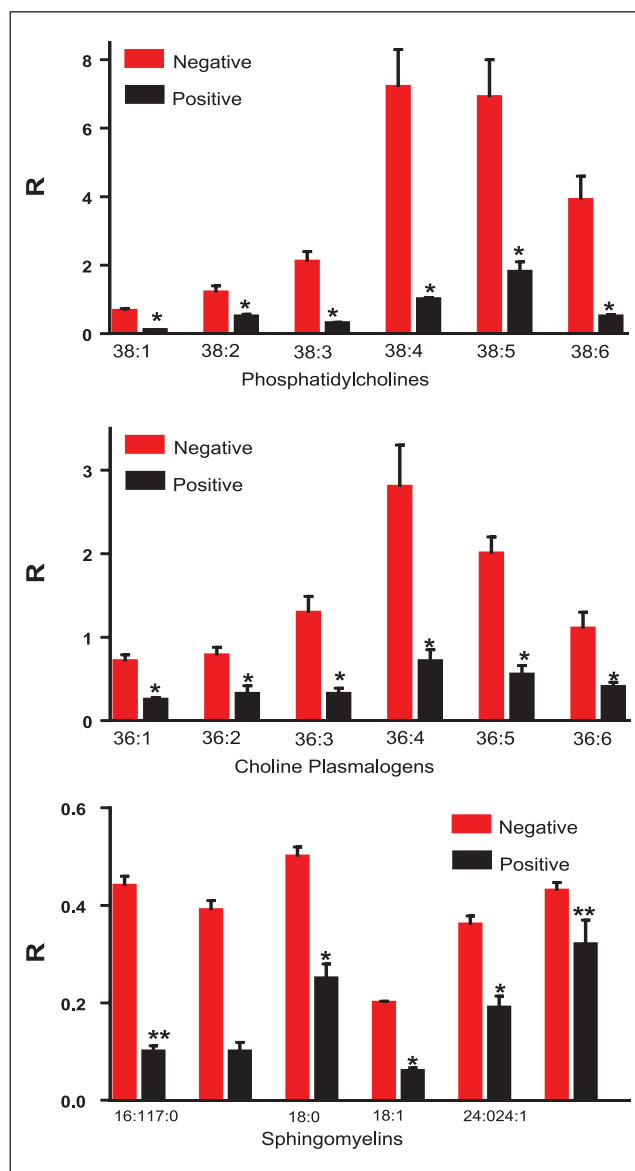 Negative
Positive
R
8
6
4
2
0
*
*
*
*
*
*
38:1 38:2 38:3 38:4 38:5 38:6
Phosphatidylcholines
Negative
Positive
R
3
2
1
0
*
*
*
*
*
*
36:1 36:2 36:3 36:4 36:5 36:6
Choline Plasmalogens
Negative
Positive
R
0.6
0.4
0.2
0.0
**
*
*
*
**
16:117:0 18:0 18:1 24:024:1
Sphingomyelins